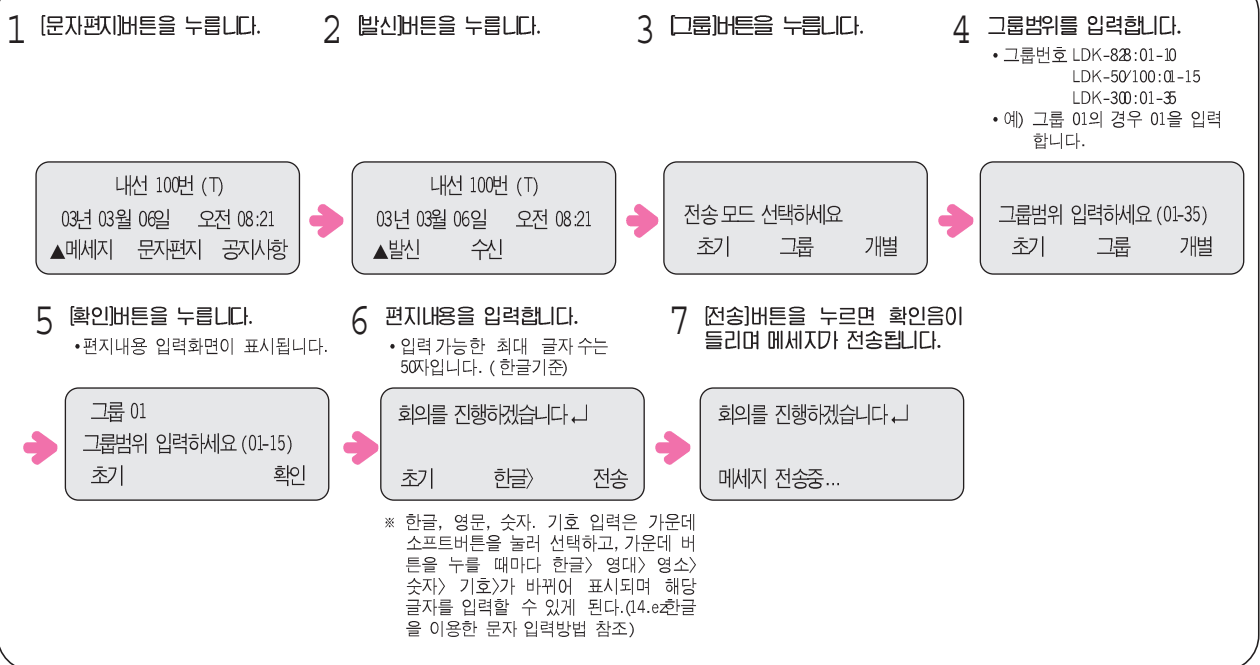 1 [문자편지]버튼을 누릅니다.
2 [발신]버튼을 누릅니다.
3 [그룹]버튼을 누릅니다.
4 그룹범위를 입력합니다.
• 그룹번호 LDK-828:01-10
LDK-50/100:01-15
LDK-300:01-35
• 예) 그룹 01의 경우 01을 입력
합니다.
내선 100번 (T)
03년 03월 06일 오전 08:21
▲메세지 문자편지 공지사항
내선 100번 (T)
03년 03월 06일 오전 08:21
▲발신 수신
전송 모드 선택하세요
초기 그룹 개별
그룹범위 입력하세요 (01-35)
초기 그룹 개별
5 [확인]버튼을 누릅니다.
•편지내용 입력화면이 표시됩니다.
6 편지내용을 입력합니다.
• 입력 가능한 최대 글자 수는
50자입니다. ( 한글기준)
7 [전송]버튼을 누르면 확인음이
들리며 메세지가 전송됩니다.
그룹 01
그룹범위 입력하세요 (01-15)
초기 확인
회의를 진행하겠습니다↵
초기 한글〉 전송
회의를 진행하겠습니다↵
메세지 전송중...
※ 한글, 영문, 숫자. 기호 입력은 가운데
소프트버튼을 눌러 선택하고, 가운데 버
튼을 누를 때마다 한글〉 영대〉 영소〉
숫자〉 기호〉가 바뀌어 표시되며 해당
글자를 입력할 수 있게 된다.(14.ez한글
을 이용한 문자 입력방법 참조)